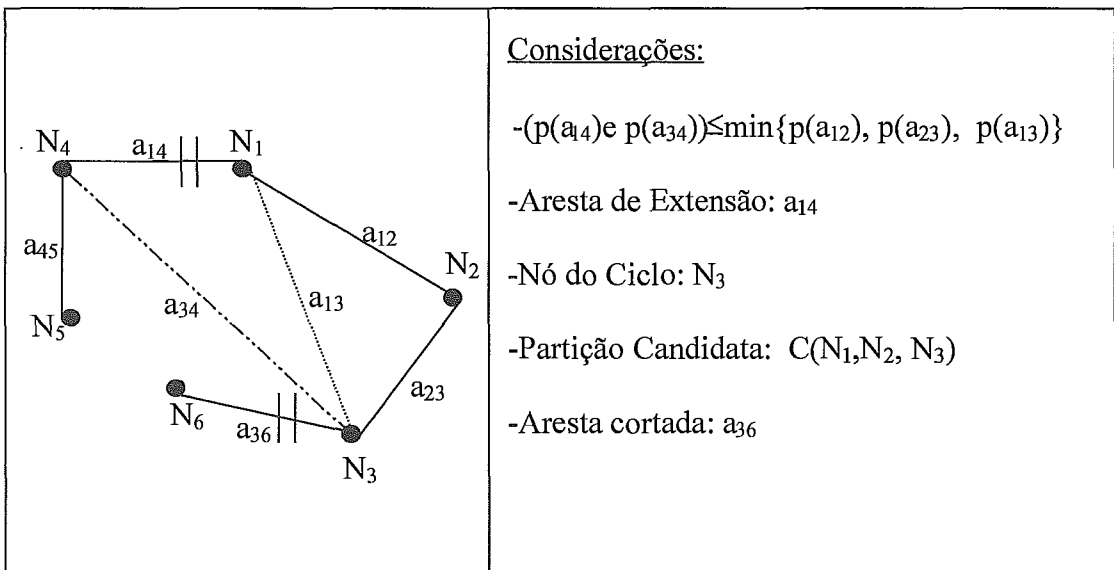 N₄
a₁₄
N₁
a₄₅
a₁₂
N₂
a₃₄
a₁₃
N₅
N₆
a₃₆
a₂₃
N₃
Considerações:
-(p(a₁₄)e p(a₃₄))≤min{p(a₁₂), p(a₂₃), p(a₁₃)}
-Aresta de Extensão: a₁₄
-Nó do Ciclo: N₃
-Partição Candidata: C(N₁,N₂, N₃)
-Aresta cortada: a₃₆